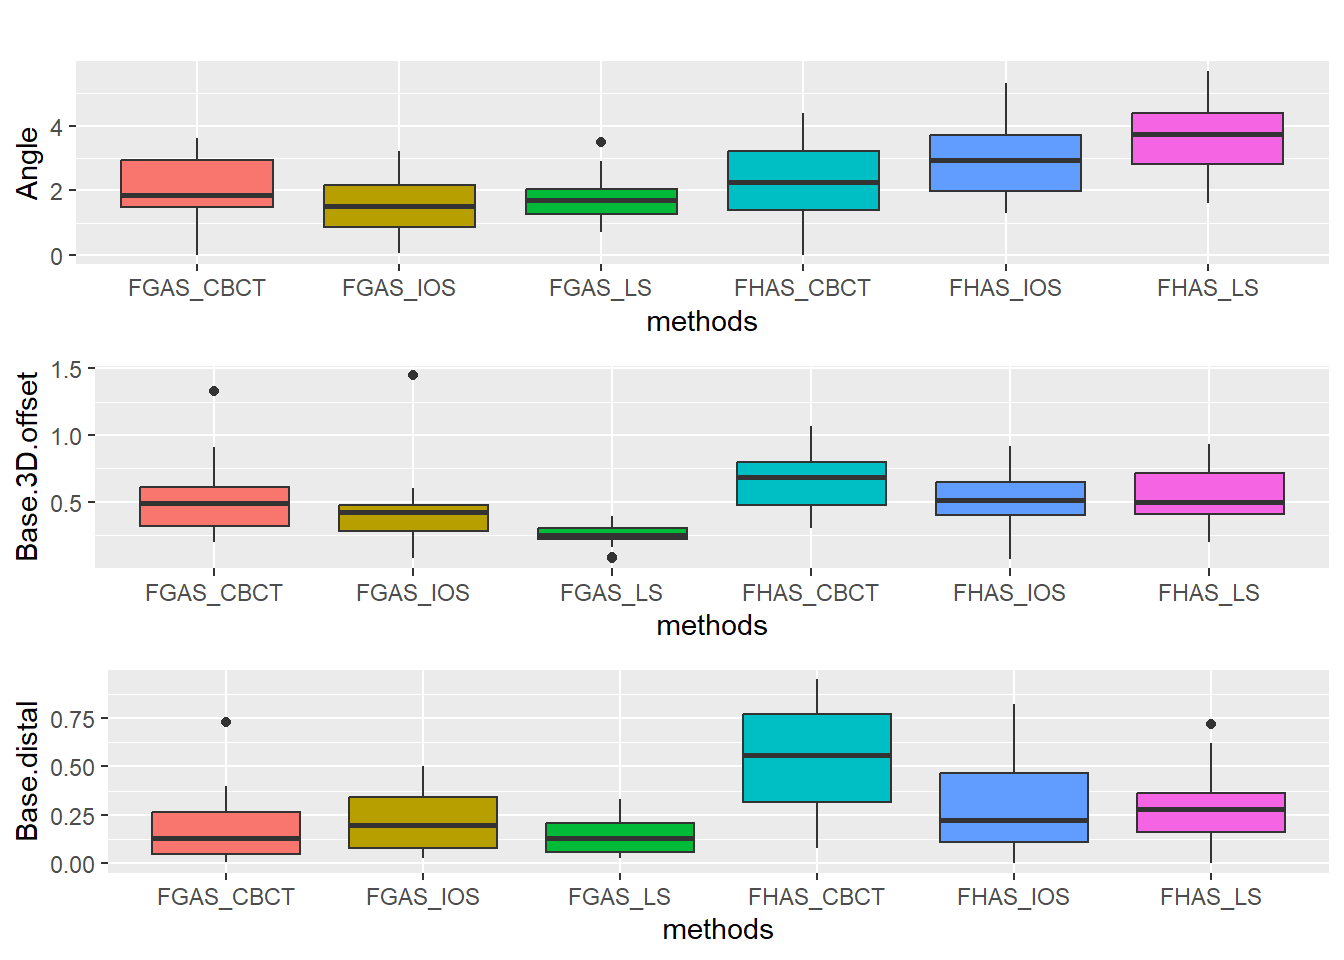 Angle
4
2
0
FGAS_CBCT FGAS_IOS FGAS_LS FHAS_CBCT FHAS_IOS FHAS_LS
methods
Base.3D.offset
1.5
1.0
0.5
FGAS_CBCT FGAS_IOS FGAS_LS FHAS_CBCT FHAS_IOS FHAS_LS
methods
Base.distal
0.75
0.50
0.25
0.00
FGAS_CBCT FGAS_IOS FGAS_LS FHAS_CBCT FHAS_IOS FHAS_LS
methods